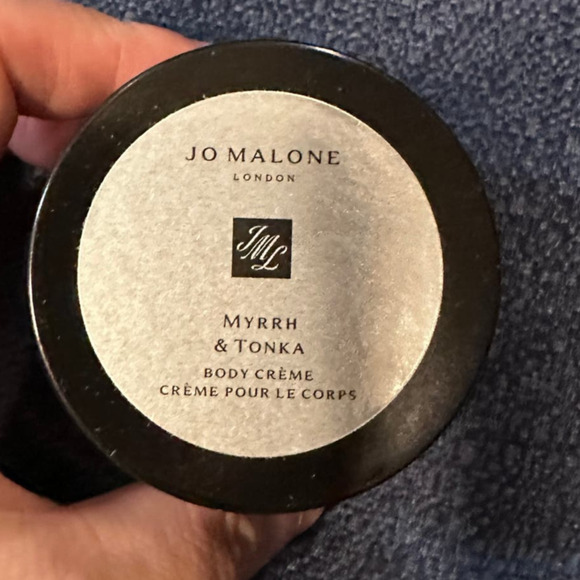 JO MALONE
LONDON
JML
MYRRH
& TONKA
BODY CRÈME
CRÈME POUR LE CORPS